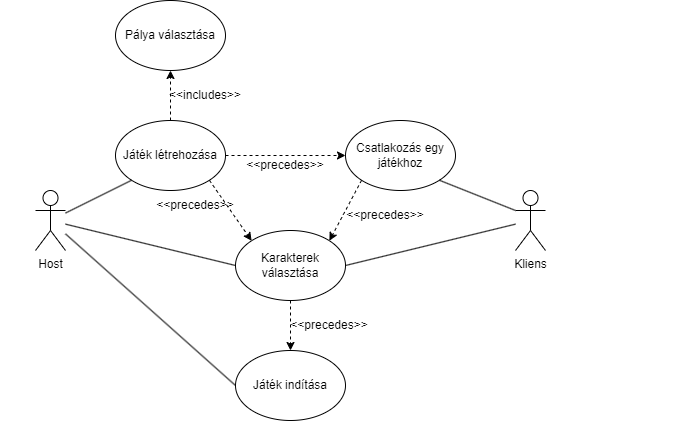 Pálya választása
<<includes>>
Játék létrehozása
Csatlakozás egy
játékhoz
<<precedes>>
<<precedes>>
<<precedes>>
Host
Karakterek
választása
Kliens
<<precedes>>
Játék indítása